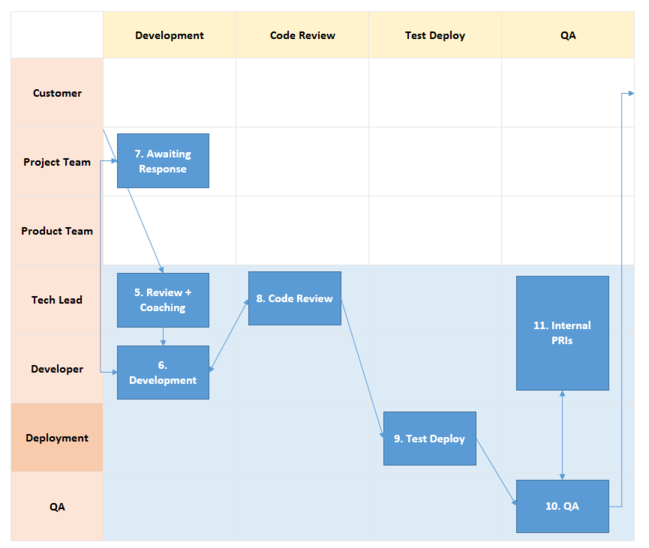 Development Code Review Test Deploy QA
Customer
Project Team
7. Awaiting
Response
Product Team
Tech Lead
5. Review +
Coaching
8. Code Review
11. Internal
PRIs
Developer
6.
Development
Deployment
9. Test Deploy
QA
10. QA